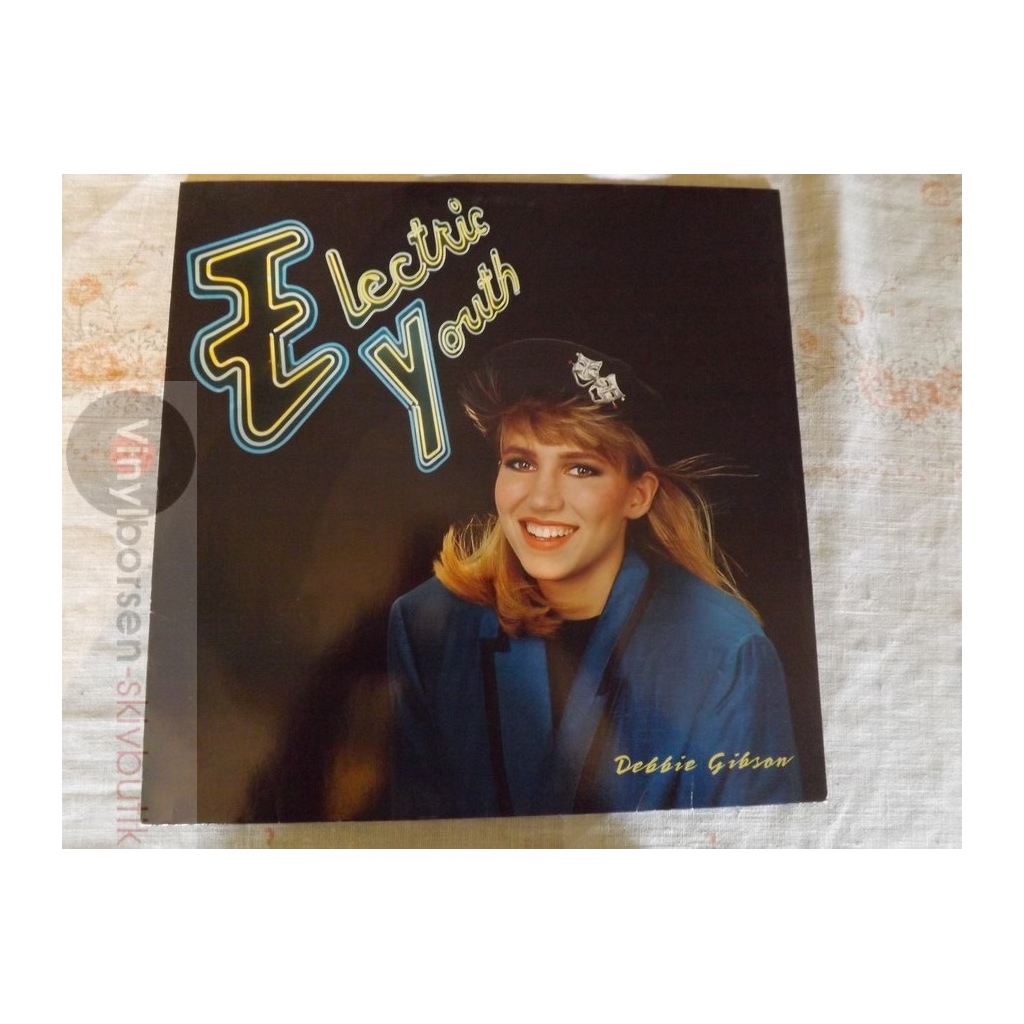 Electric
Youth
Debbie Gibson
vinylborsen-skivbutik